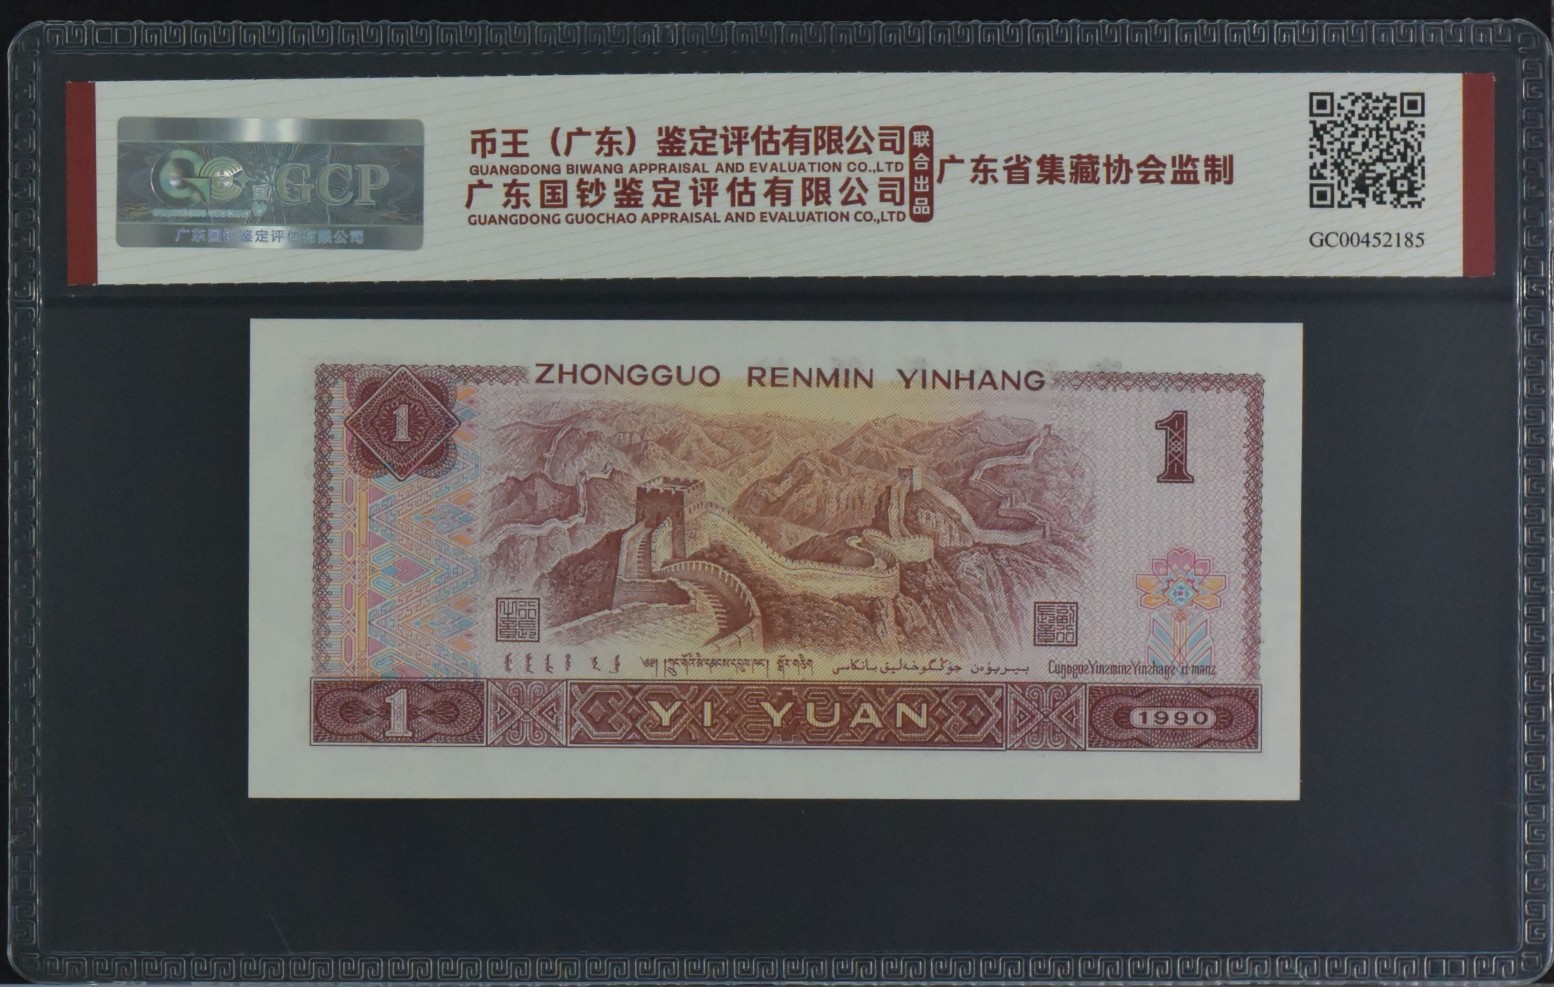 GCP
广东国钞鉴定评估有限公司
币王（广东）鉴定评估有限公司
GUANGDONG BIWANG APPRAISAL AND EVALUATION CO.,LTD
广东国钞鉴定评估有限公司
GUANGDONG GUOCHAO APPRAISAL AND EVALUATION CO.,LTD
联合出品
广东省集藏协会监制
GC00452185
ZHONGGUO RENMIN YINHANG
1
1
1
YI YUAN
1990